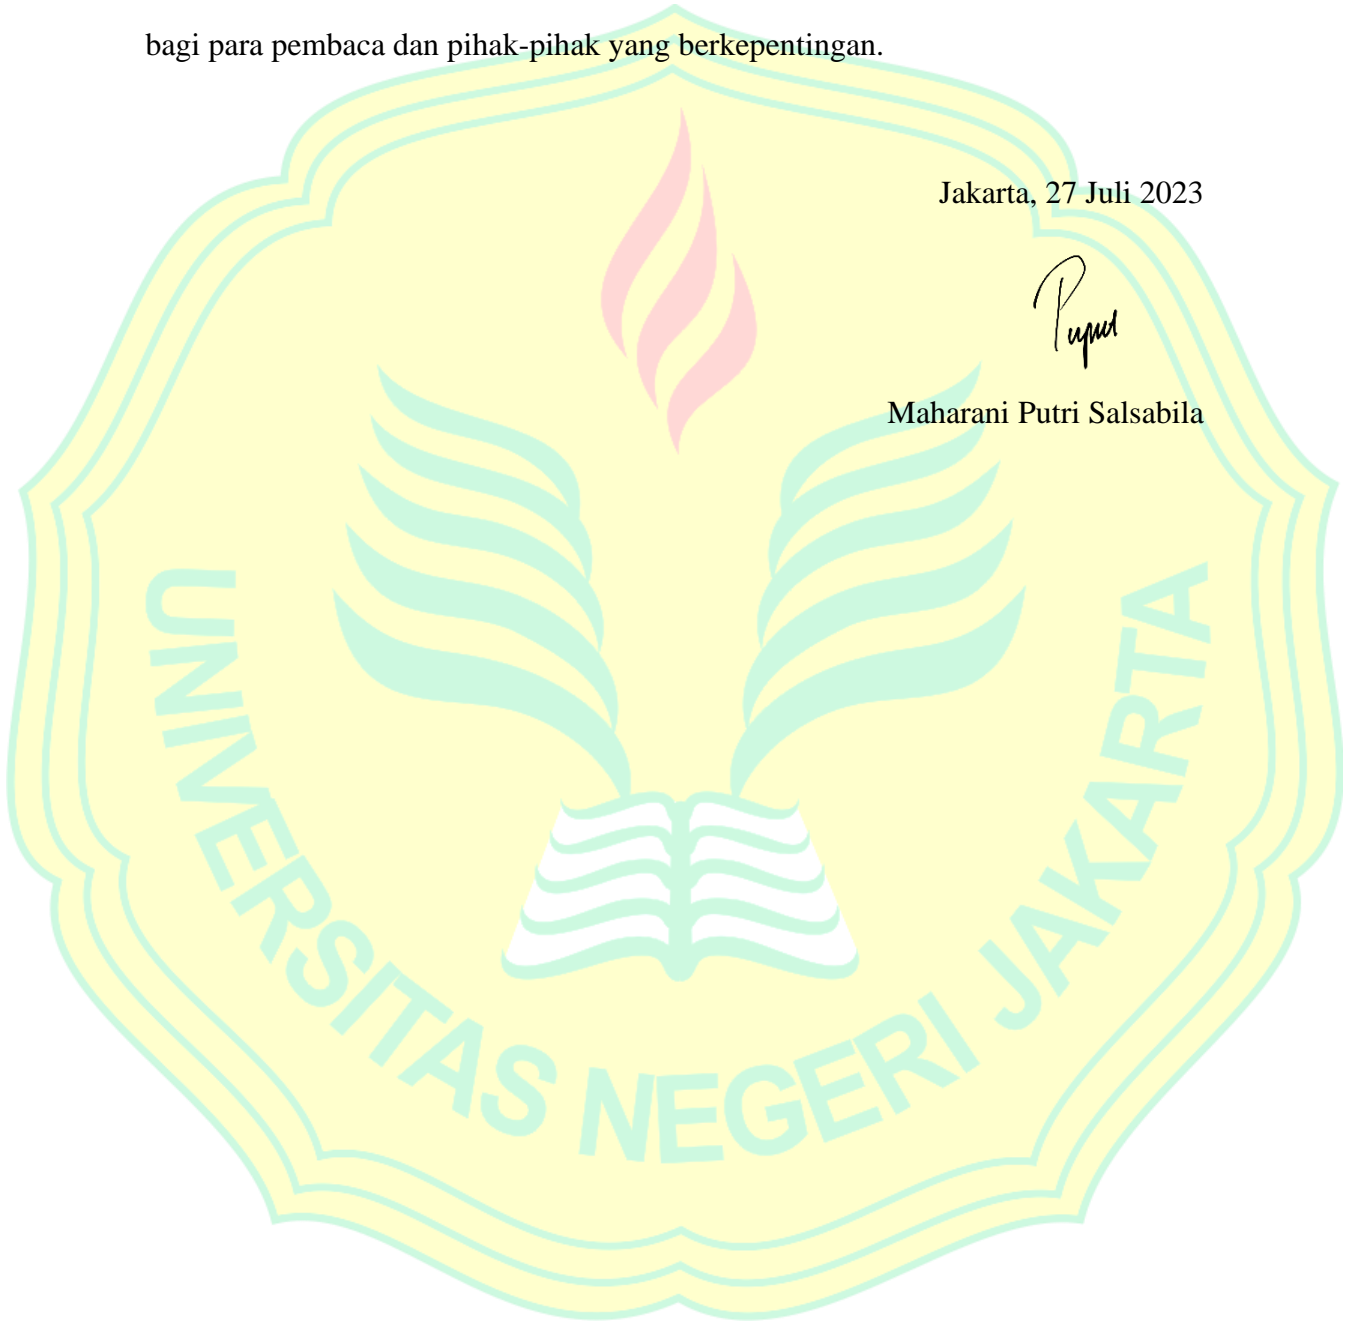 bagi para pembaca dan pihak-pihak yang berkepentingan.
Jakarta, 27 Juli 2023
Maharani Putri Salsabila
UNIVERSITAS NEGERI JAKARTA